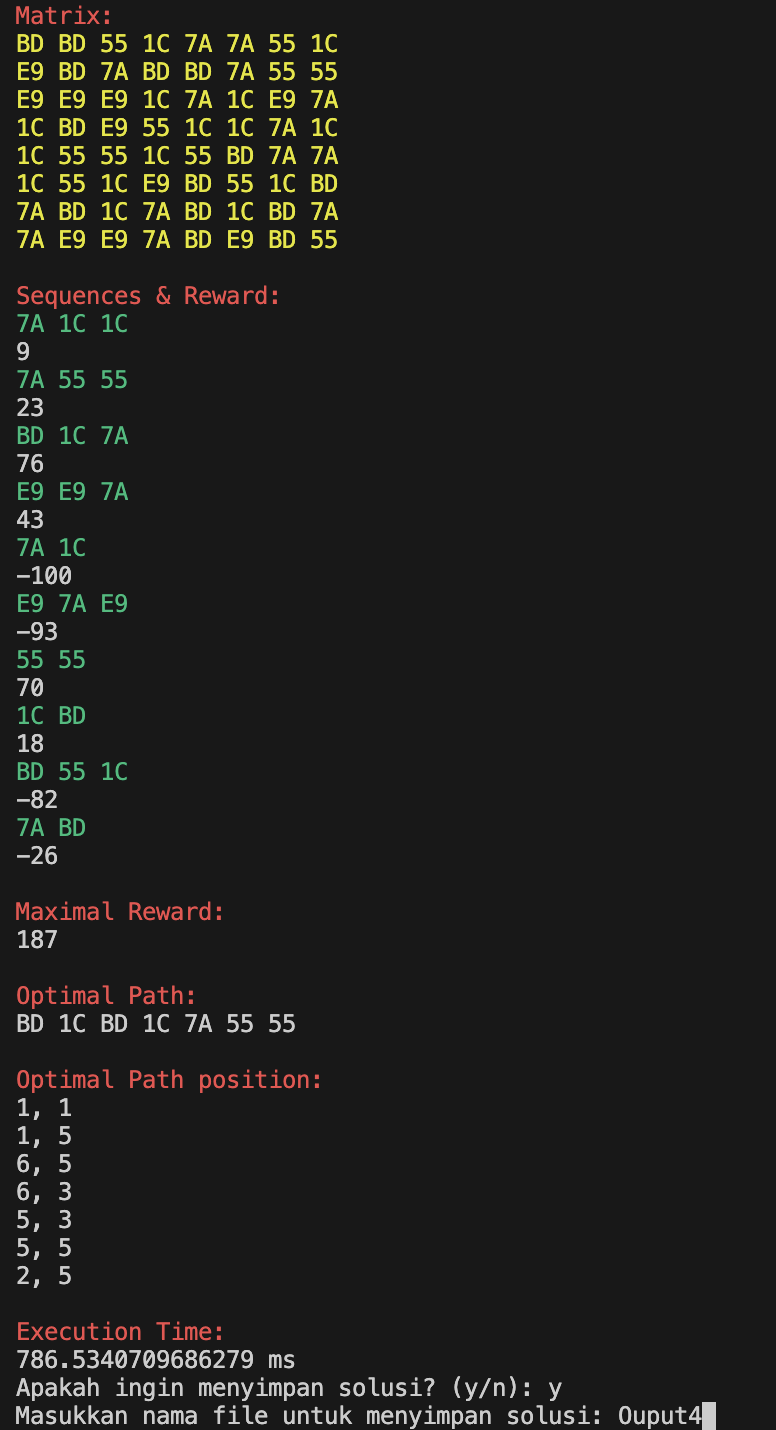 Matrix:
BD BD 55 1C 7A 7A 55 1C
E9 BD 7A BD BD 7A 55 55
E9 E9 E9 1C 7A 1C E9 7A
1C BD E9 55 1C 1C 7A 1C
1C 55 55 1C 55 BD 7A 7A
1C 55 1C E9 BD 55 1C BD
7A BD 1C 7A BD 1C BD 7A
7A E9 E9 7A BD E9 BD 55
Sequences & Reward:
7A 1C 1C
9
7A 55 55
23
BD 1C 7A
76
E9 E9 7A
43
7A 1C
-100
E9 7A E9
-93
55 55
70
1C BD
18
BD 55 1C
-82
7A BD
-26
Maximal Reward:
187
Optimal Path:
BD 1C BD 1C 7A 55 55
Optimal Path position:
1, 1
1, 5
6, 5
6, 3
5, 3
5, 5
2, 5
Execution Time:
786.5340709686279 ms
Apakah ingin menyimpan solusi? (y/n): y
Masukkan nama file untuk menyimpan solusi: Ouput4